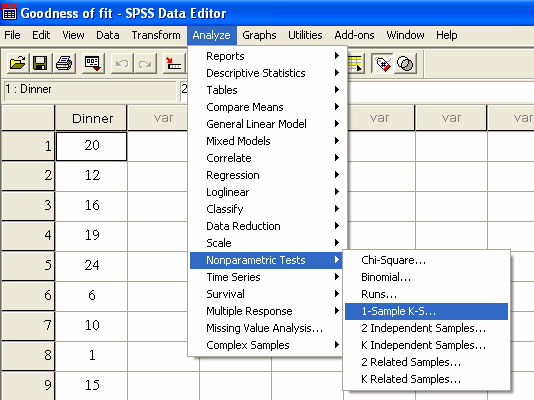 Goodness of fit - SPSS Data Editor
File Edit View Data Transform Analyze Graphs Utilities Add-ons Window Help
1 : Dinner 2
Dinner var var var var
1 20
2 12
3 16
4 19
5 24
6 6
7 10
8 1
9 15
Reports
Descriptive Statistics
Tables
Compare Means
General Linear Model
Mixed Models
Correlate
Regression
Loglinear
Classify
Data Reduction
Scale
Nonparametric Tests
Time Series
Survival
Multiple Response
Missing Value Analysis...
Complex Samples
Chi-Square...
Binomial...
Runs...
1-Sample K-S...
2 Independent Samples...
K Independent Samples...
2 Related Samples...
K Related Samples...